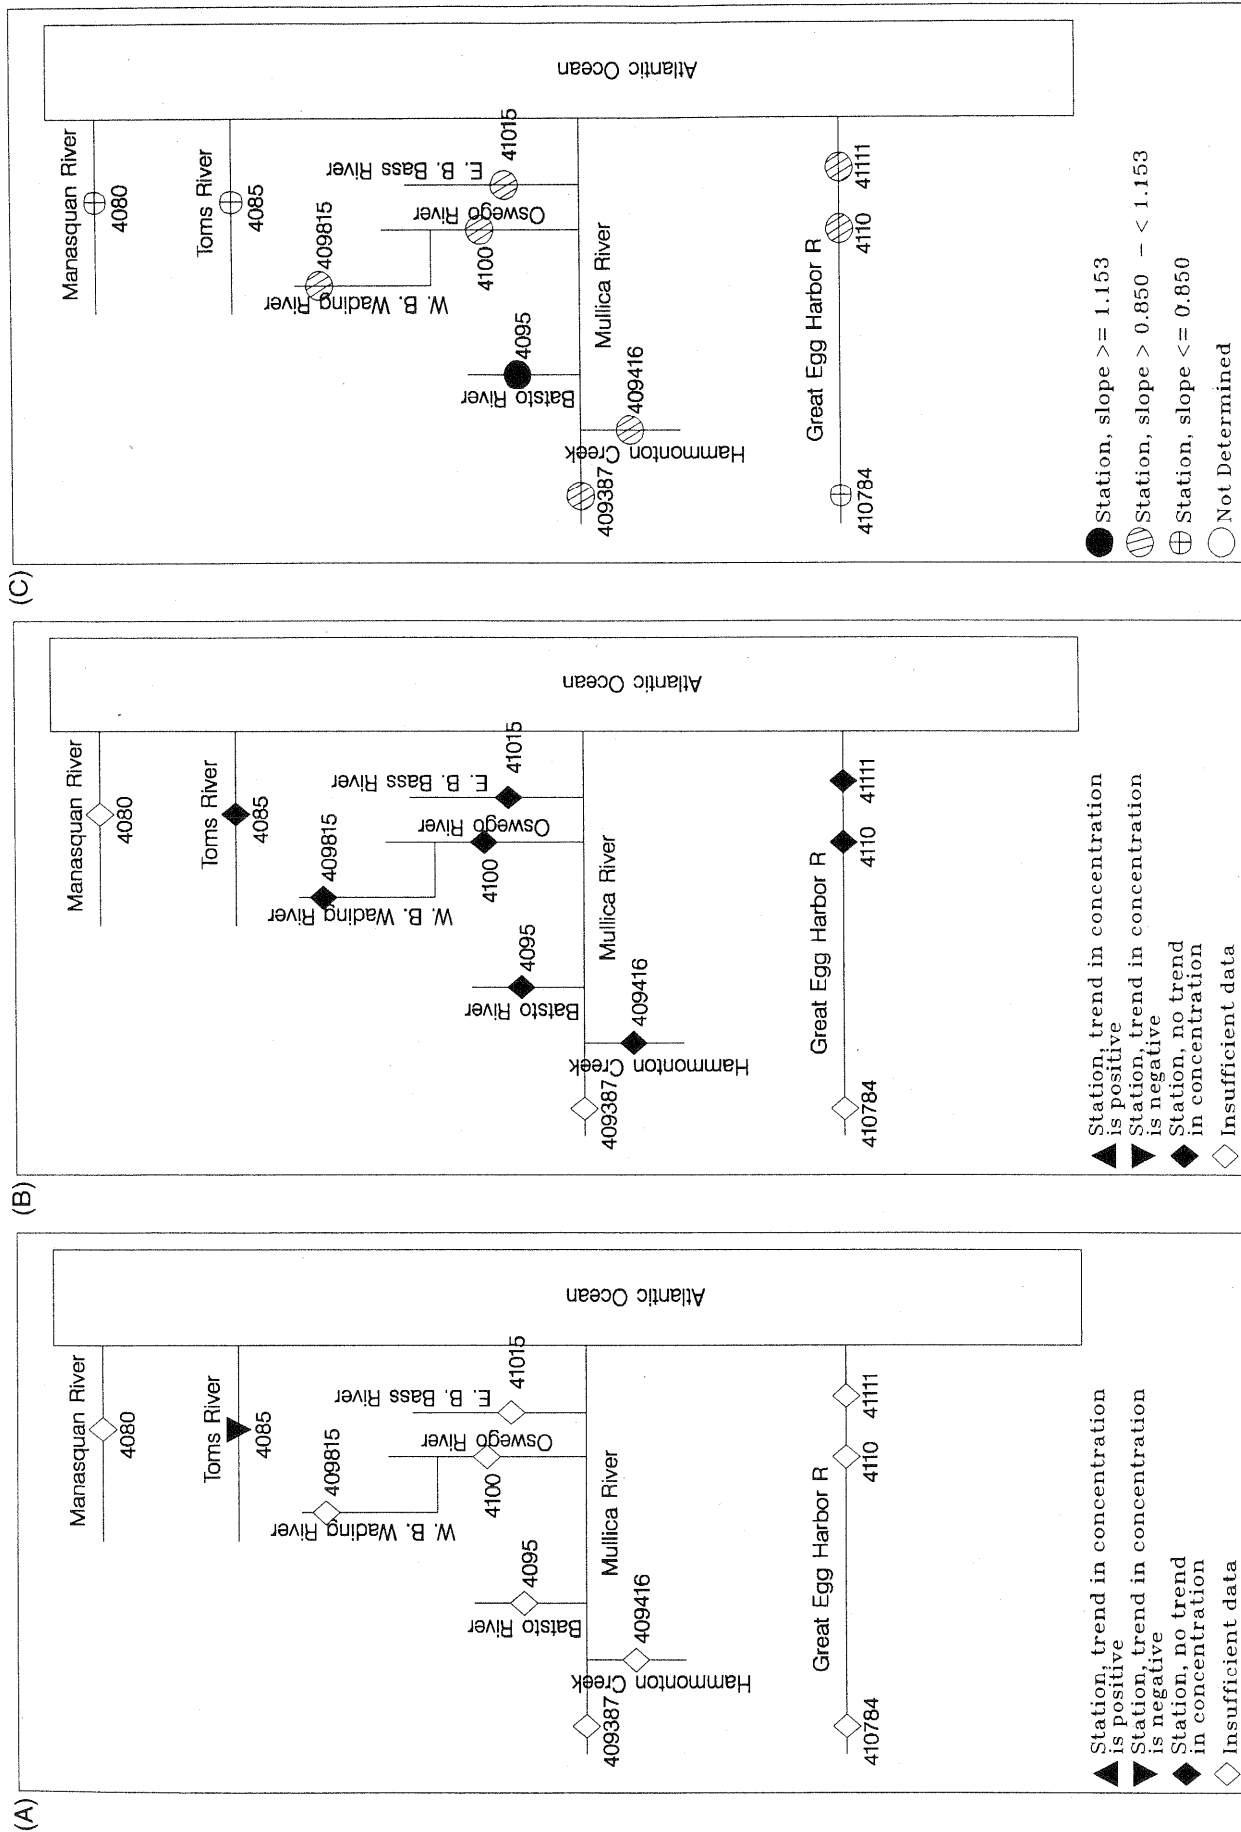 (A)
Manasquan River
4080
Toms River
4085
W. B. Wading River
409815
Oswego River
4100
E. B. Bass River
41015
Batsto River
4095
Mullica River
Hammonton Creek
409416
409387
Great Egg Harbor R
410784
4110
41111
Atlantic Ocean
Station, trend in concentration
is positive
Station, trend in concentration
is negative
Station, no trend
in concentration
Insufficient data
(B)
Manasquan River
4080
Toms River
4085
W. B. Wading River
409815
Oswego River
4100
E. B. Bass River
41015
Batsto River
4095
Mullica River
Hammonton Creek
409416
409387
Great Egg Harbor R
410784
4110
41111
Atlantic Ocean
Station, trend in concentration
is positive
Station, trend in concentration
is negative
Station, no trend
in concentration
Insufficient data
(C)
Manasquan River
4080
Toms River
4085
W. B. Wading River
409815
Oswego River
4100
E. B. Bass River
41015
Batsto River
4095
Mullica River
Hammonton Creek
409416
409387
Great Egg Harbor R
410784
4110
41111
Atlantic Ocean
Station, slope >= 1.153
Station, slope > 0.850 - < 1.153
Station, slope <= 0.850
Not Determined